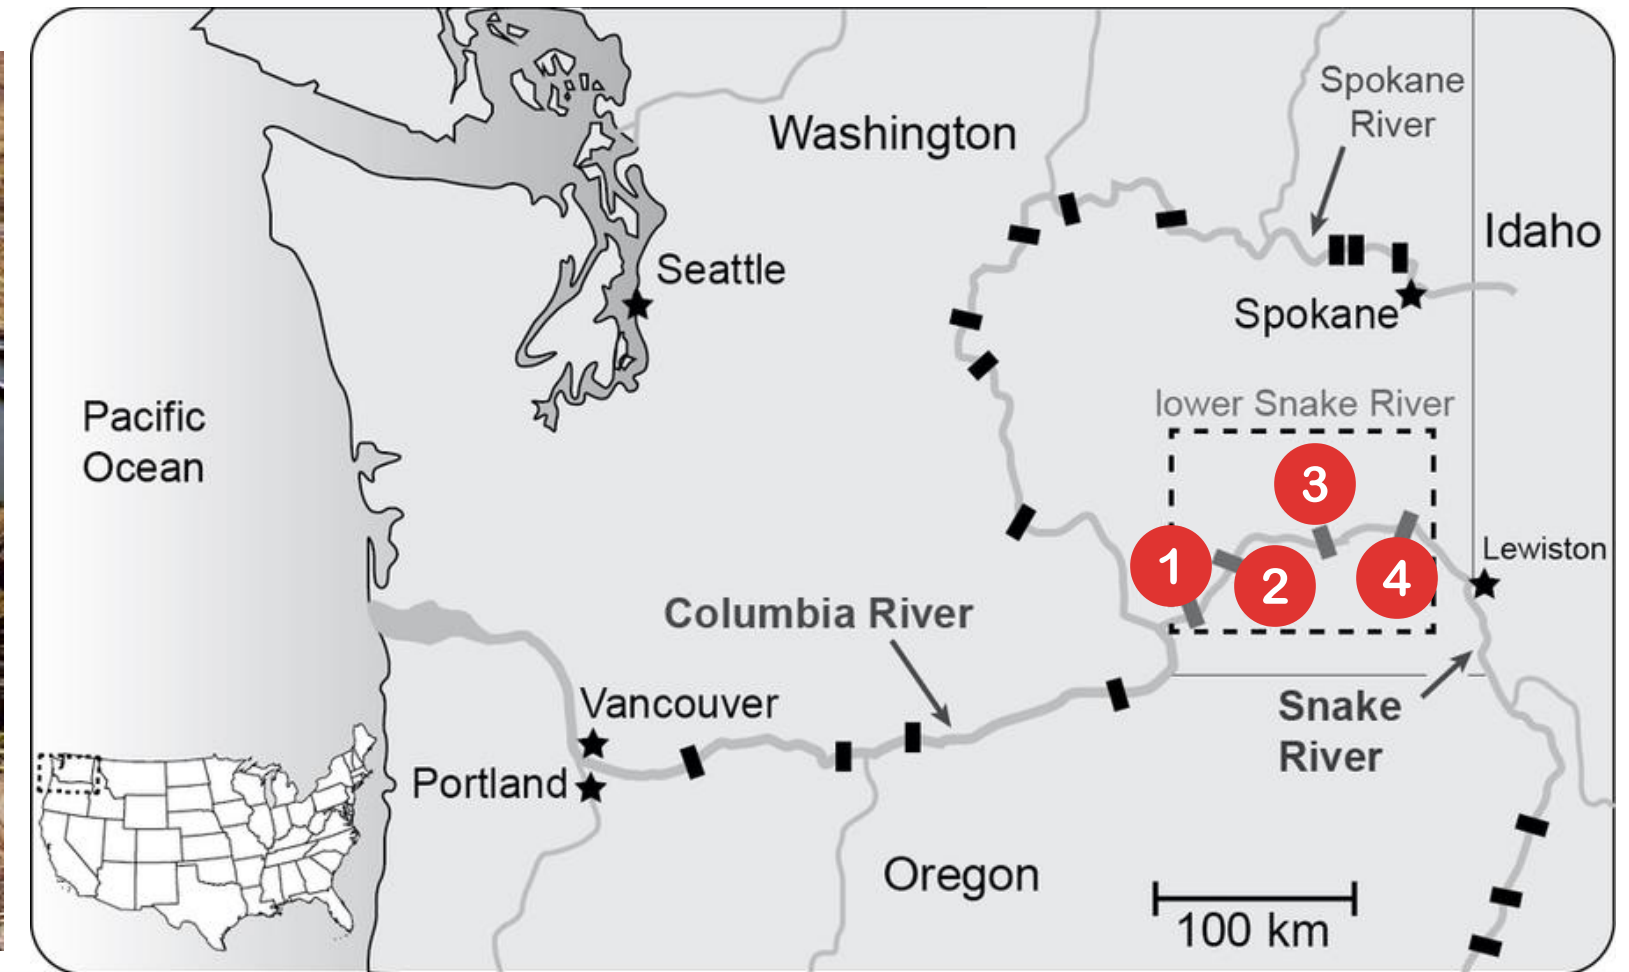 Spokane
River
Washington
Idaho
Seattle
Spokane
lower Snake River
Pacific
Ocean
3
1
2
4
Lewiston
Columbia River
Vancouver
Snake
River
Portland
Oregon
100 km